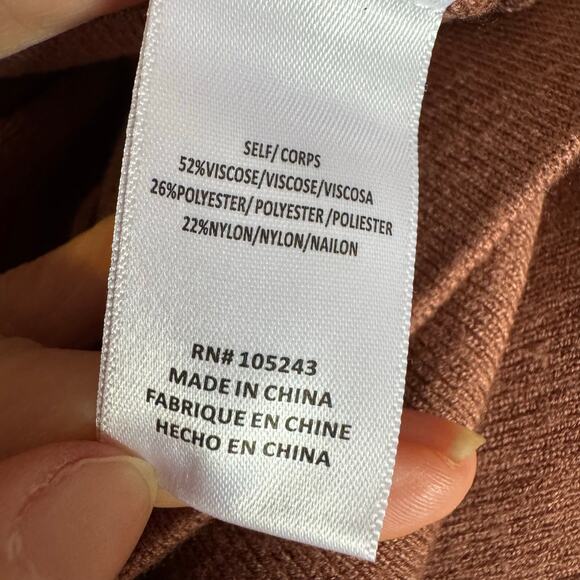 SELF/ CORPS
52%VISCOSE/VISCOSE/VISCOSA
26%POLYESTER/ POLYESTER/POLIESTER
22%NYLON/NYLON/NAILON
RN# 105243
MADE IN CHINA
FABRIQUE EN CHINE
HECHO EN CHINA